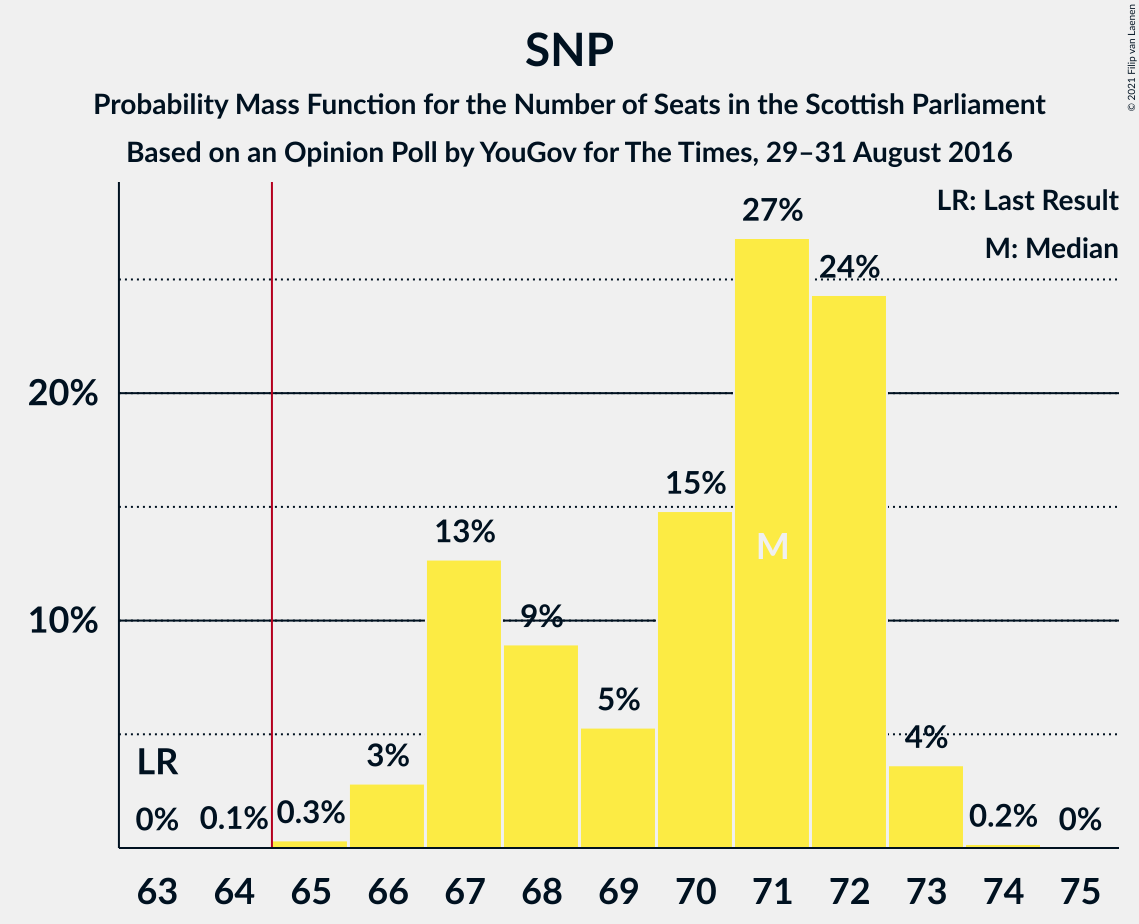 SNP
Probability Mass Function for the Number of Seats in the Scottish Parliament
Based on an Opinion Poll by YouGov for The Times, 29–31 August 2016
© 2021 Filip van Laenen
LR: Last Result
M: Median
27%
24%
20%
15%
M
13%
10%
9%
5%
4%
3%
LR
0%
0.1%
0.3%
0.2%
0%
63 64 65 66 67 68 69 70 71 72 73 74 75